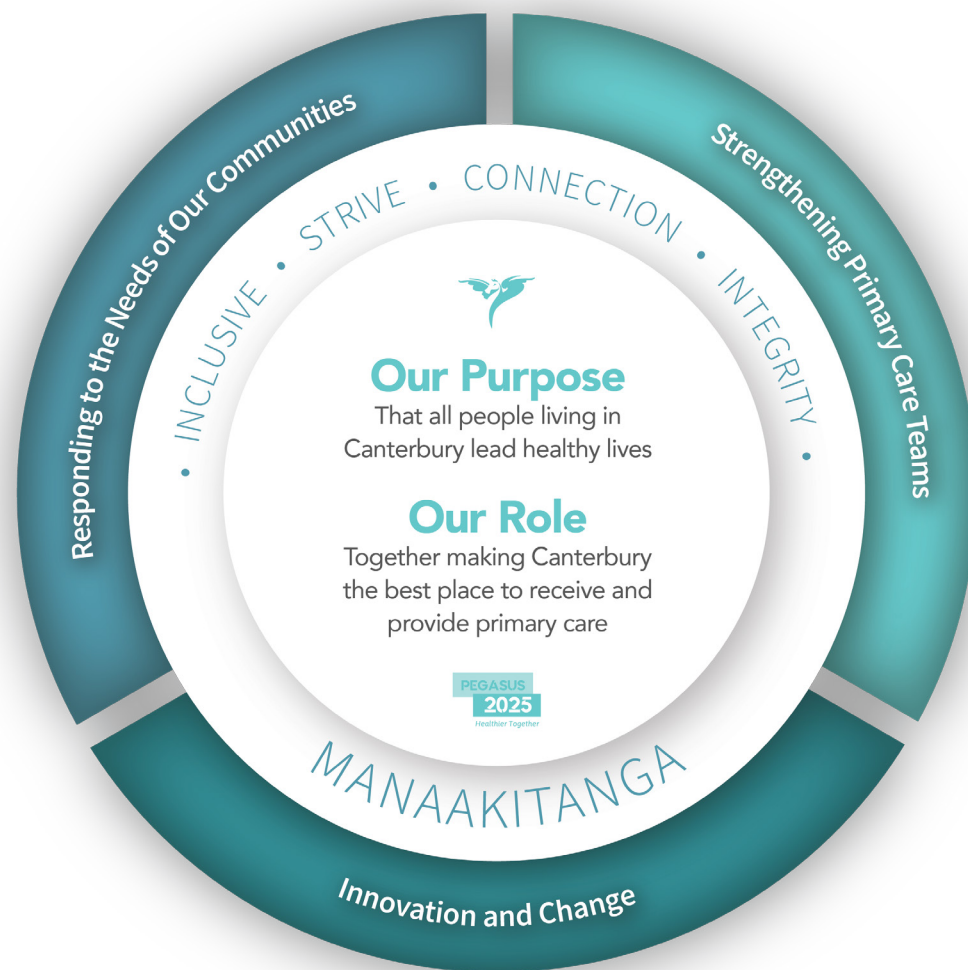 Responding to the Needs of Our Communities
Strengthening Primary Care Teams
• INCLUSIVE • STRIVE • CONNECTION • INTEGRITY •
Our Purpose
That all people living in
Canterbury lead healthy lives
Our Role
Together making Canterbury
the best place to receive and
provide primary care
PEGASUS
2025
Healthier Together
MANAAKITANGA
Innovation and Change